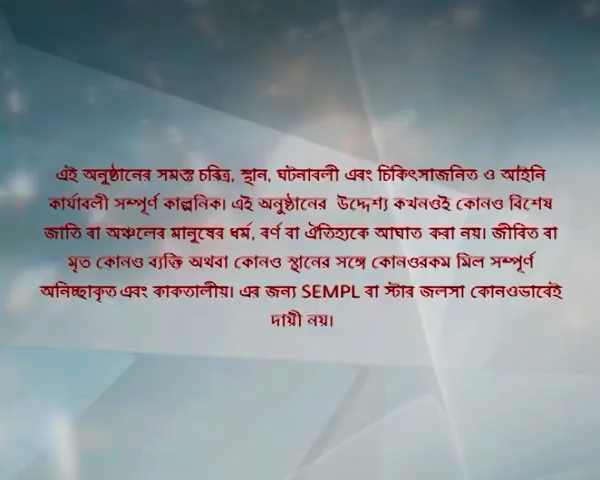 এই অনুষ্ঠানের সমস্ত চরিত্র, স্থান, ঘটনাবলী এবং চিকিৎসাজনিত ও আইনি
কার্যাবলী সম্পূর্ণ কাল্পনিক। এই অনুষ্ঠানের উদ্দেশ্য কখনওই কোনও বিশেষ
জাতি বা অঞ্চলের মানুষের ধর্ম, বর্ণ বা ঐতিহ্যকে আঘাত করা নয়। জীবিত বা
মৃত কোনও ব্যক্তি অথবা কোনও স্থানের সঙ্গে কোনওরকম মিল সম্পূর্ণ
অনিচ্ছাকৃত এবং কাকতালীয়। এর জন্য SEMPL বা স্টার জলসা কোনওভাবেই
দায়ী নয়।